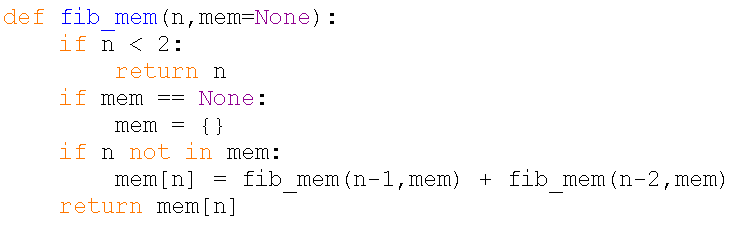 def fib_mem(n,mem=None):
    if n < 2:
        return n
    if mem == None:
        mem = {}
    if n not in mem:
        mem[n] = fib_mem(n-1,mem) + fib_mem(n-2,mem)
    return mem[n]